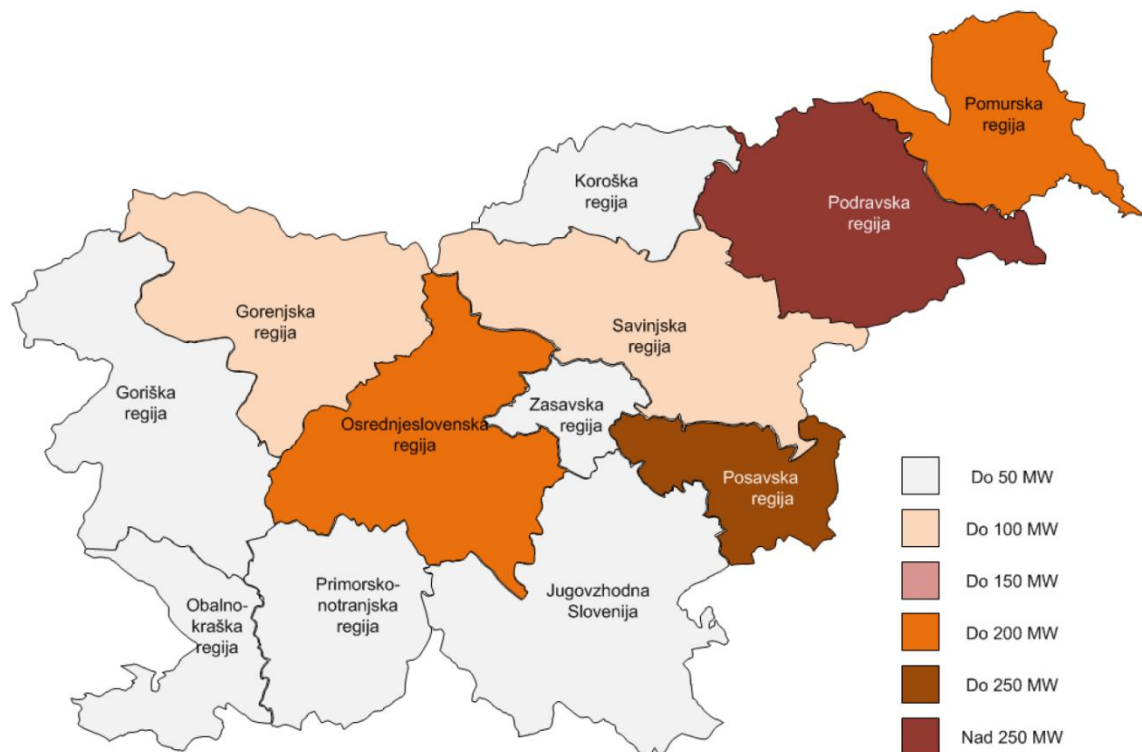 Pomurska
regija
Koroška
regija
Podravska
regija
Gorenjska
regija
Savinjska
regija
Goriška
regija
Zasavska
regija
Osrednjeslovenska
regija
Posavska
regija
Primorsko-
notranjska
regija
Jugovzhodna
Slovenija
Obalno-
kraška
regija
Do 50 MW
Do 100 MW
Do 150 MW
Do 200 MW
Do 250 MW
Nad 250 MW